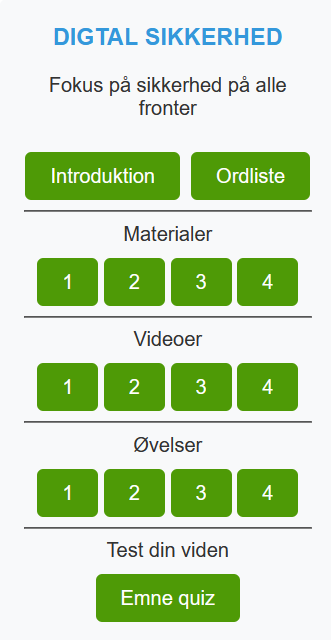 DIGTAL SIKKERHED
Fokus på sikkerhed på alle
fronter
Introduktion Ordliste
Materialer
1 2 3 4
Videoer
1 2 3 4
Øvelser
1 2 3 4
Test din viden
Emne quiz